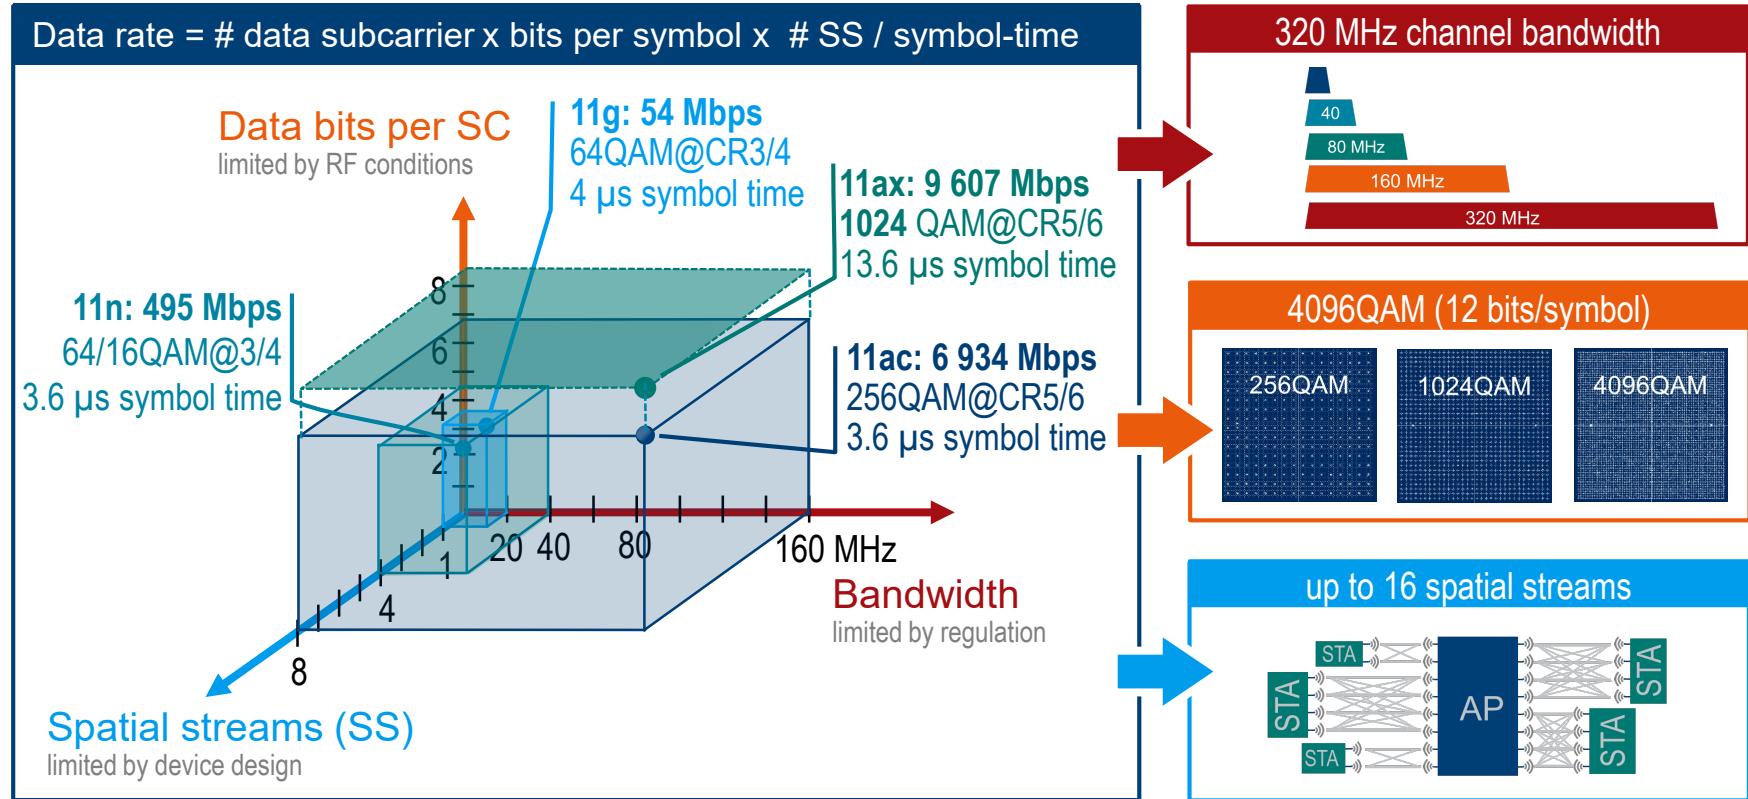 Data rate = # data subcarrier x bits per symbol x # SS / symbol-time
Data bits per SC
limited by RF conditions
11g: 54 Mbps
64QAM@CR3/4
4 µs symbol time
11ax: 9 607 Mbps
1024 QAM@CR5/6
13.6 µs symbol time
11n: 495 Mbps
64/16QAM@3/4
3.6 µs symbol time
11ac: 6 934 Mbps
256QAM@CR5/6
3.6 µs symbol time
8
6
4
2
1
4
8
20
40
80
160 MHz
Bandwidth
limited by regulation
Spatial streams (SS)
limited by device design
320 MHz channel bandwidth
40
80 MHz
160 MHz
320 MHz
4096QAM (12 bits/symbol)
256QAM
1024QAM
4096QAM
up to 16 spatial streams
STA
STA
STA
AP
STA
STA